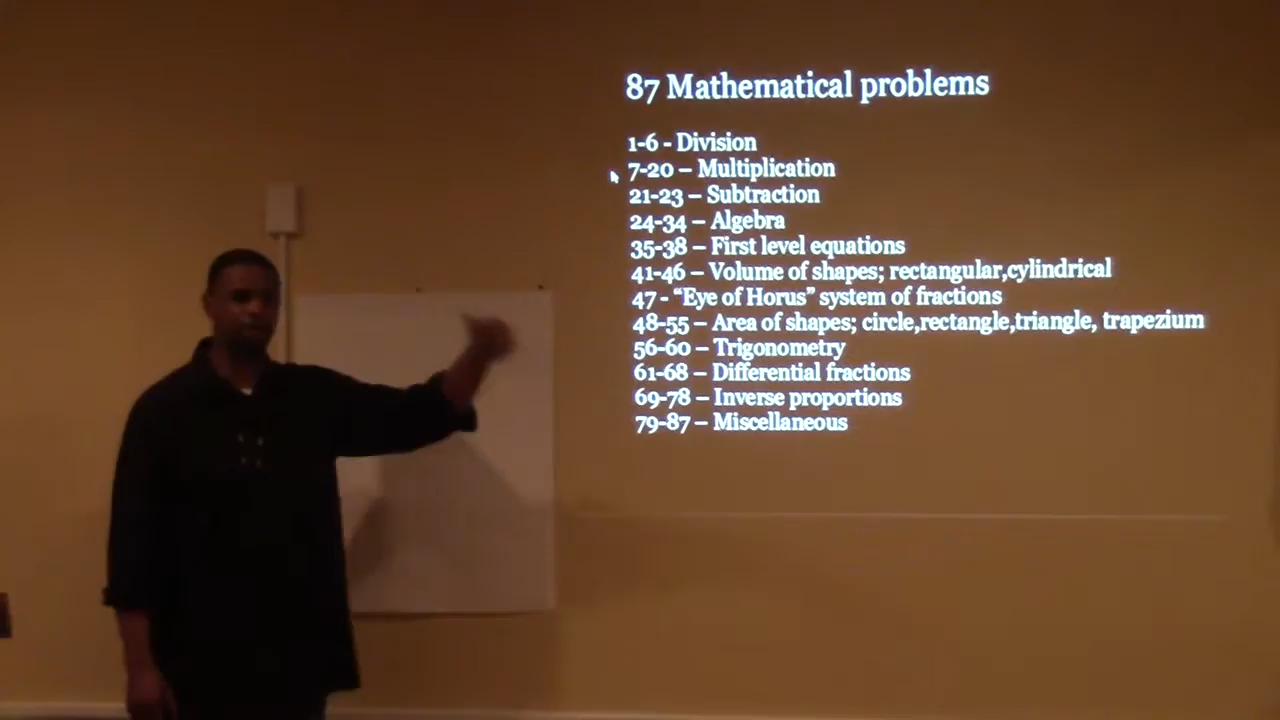 87 Mathematical problems
1-6 - Division
7-20 – Multiplication
21-23 – Subtraction
24-34 – Algebra
35-38 – First level equations
41-46 – Volume of shapes; rectangular,cylindrical
47 - “Eye of Horus” system of fractions
48-55 – Area of shapes; circle,rectangle,triangle, trapezium
56-60 – Trigonometry
61-68 – Differential fractions
69-78 – Inverse proportions
79-87 – Miscellaneous